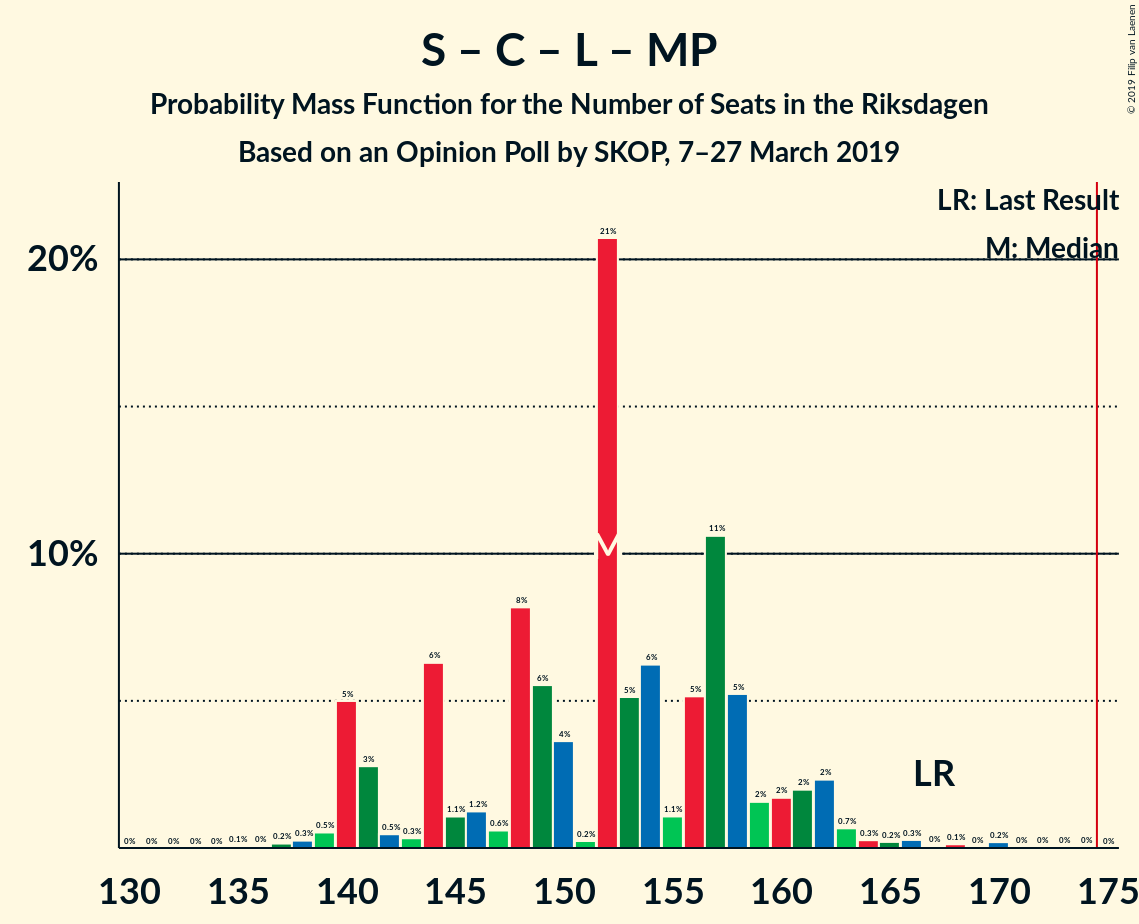 S – C – L – MP
Probability Mass Function for the Number of Seats in the Riksdagen
Based on an Opinion Poll by SKOP, 7–27 March 2019
© 2019 Filip van Laenen
LR: Last Result
M: Median
20%
10%
0% 0% 0% 0% 0% 0.1% 0% 0.2% 0.3% 0.5% 5% 3% 0.5% 0.3% 6% 1.1% 1.2% 0.6% 8% 6% 4% 0.2% 21% 5% 6% 1.1% 5% 11% 5% 2% 2% 2% 2% 0.7% 0.3% 0.2% 0.3% 0% 0.1% 0% 0.2% 0% 0% 0% 0% 0%
M
LR
130 135 140 145 150 155 160 165 170 175